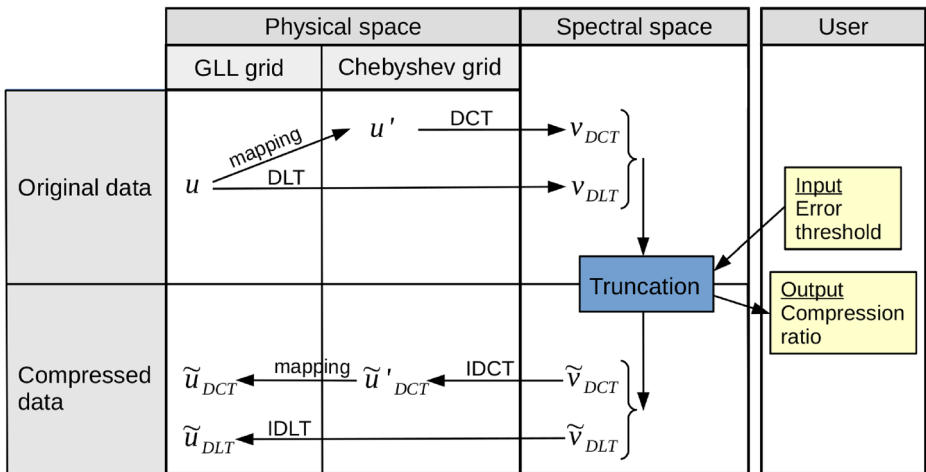 Physical space
Spectral space
User
GLL grid
Chebyshev grid
Original data
mapping
u'
DCT
v_DCT
u
DLT
v_DLT
Input
Error
threshold
Truncation
Output
Compression
ratio
Compressed
data
ũ_DCT
mapping
ũ'_DCT
IDCT
ṽ_DCT
ũ_DLT
IDLT
ṽ_DLT